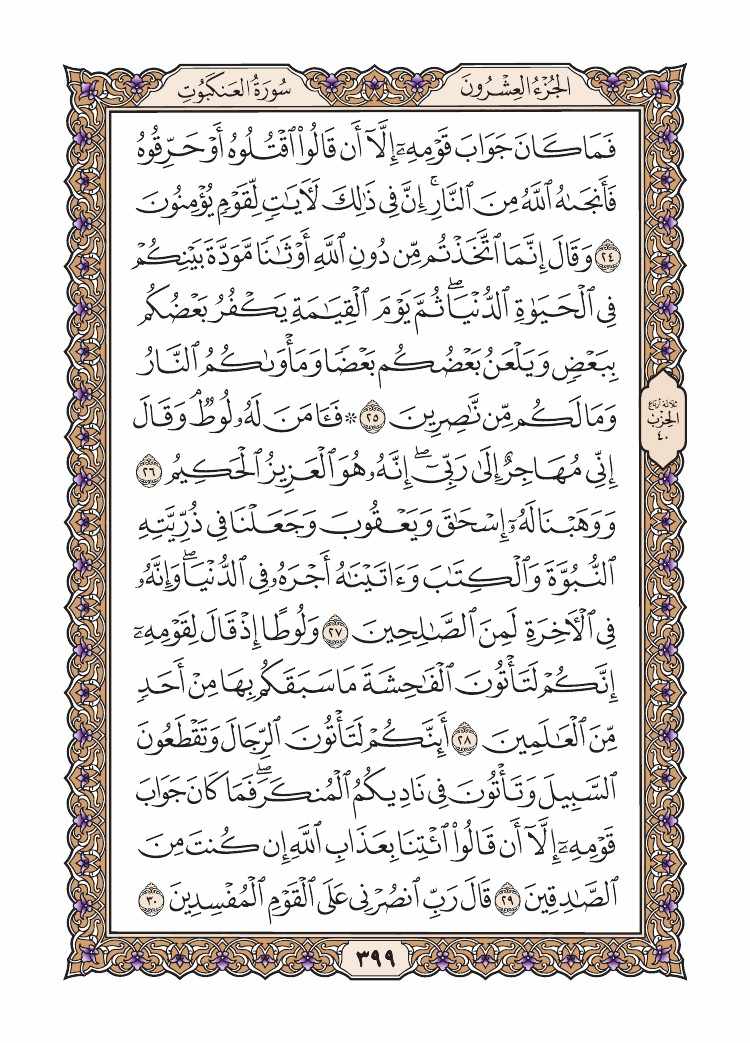 الجُزْءُ العِشْرُونَ
سُورَةُ العَنكَبُوتِ
فَمَا كَانَ جَوَابَ قَوْمِهِۦٓ إِلَّآ أَن قَالُوا۟ ٱقْتُلُوهُ أَوْ حَرِّقُوهُ
فَأَنجَىٰهُ ٱللَّهُ مِنَ ٱلنَّارِۚ إِنَّ فِى ذَٰلِكَ لَـَٔايَـٰتٍ لِّقَوْمٍ يُؤْمِنُونَ
٢٤ وَقَالَ إِنَّمَا ٱتَّخَذْتُم مِّن دُونِ ٱللَّهِ أَوْثَـٰنًا مَّوَدَّةَ بَيْنِكُمْ
فِى ٱلْحَيَوٰةِ ٱلدُّنْيَاۖ ثُمَّ يَوْمَ ٱلْقِيَـٰمَةِ يَكْفُرُ بَعْضُكُم
بِبَعْضٍ وَيَلْعَنُ بَعْضُكُم بَعْضًا وَمَأْوَىٰكُمُ ٱلنَّارُ
وَمَا لَكُم مِّن نَّـٰصِرِينَ ٢٥ ۞ فَـَٔامَنَ لَهُۥ لُوطٌۘ وَقَالَ
إِنِّى مُهَاجِرٌ إِلَىٰ رَبِّىٓۖ إِنَّهُۥ هُوَ ٱلْعَزِيزُ ٱلْحَكِيمُ ٢٦
وَوَهَبْنَا لَهُۥٓ إِسْحَـٰقَ وَيَعْقُوبَ وَجَعَلْنَا فِى ذُرِّيَّتِهِ
ٱلنُّبُوَّةَ وَٱلْكِتَـٰبَ وَءَاتَيْنَـٰهُ أَجْرَهُۥ فِى ٱلدُّنْيَاۖ وَإِنَّهُۥ
فِى ٱلْـَٔاخِرَةِ لَمِنَ ٱلصَّـٰلِحِينَ ٢٧ وَلُوطًا إِذْ قَالَ لِقَوْمِهِۦٓ
إِنَّكُمْ لَتَأْتُونَ ٱلْفَـٰحِشَةَ مَا سَبَقَكُم بِهَا مِنْ أَحَدٍ
مِّنَ ٱلْعَـٰلَمِينَ ٢٨ أَئِنَّكُمْ لَتَأْتُونَ ٱلرِّجَالَ وَتَقْطَعُونَ
ٱلسَّبِيلَ وَتَأْتُونَ فِى نَادِيكُمُ ٱلْمُنكَرَۖ فَمَا كَانَ جَوَابَ
قَوْمِهِۦٓ إِلَّآ أَن قَالُوا۟ ٱئْتِنَا بِعَذَابِ ٱللَّهِ إِن كُنتَ مِنَ
ٱلصَّـٰدِقِينَ ٢٩ قَالَ رَبِّ ٱنصُرْنِى عَلَى ٱلْقَوْمِ ٱلْمُفْسِدِينَ ٣٠
ثلاثة أرباع
الحِزْب
٤٠
٣٩٩